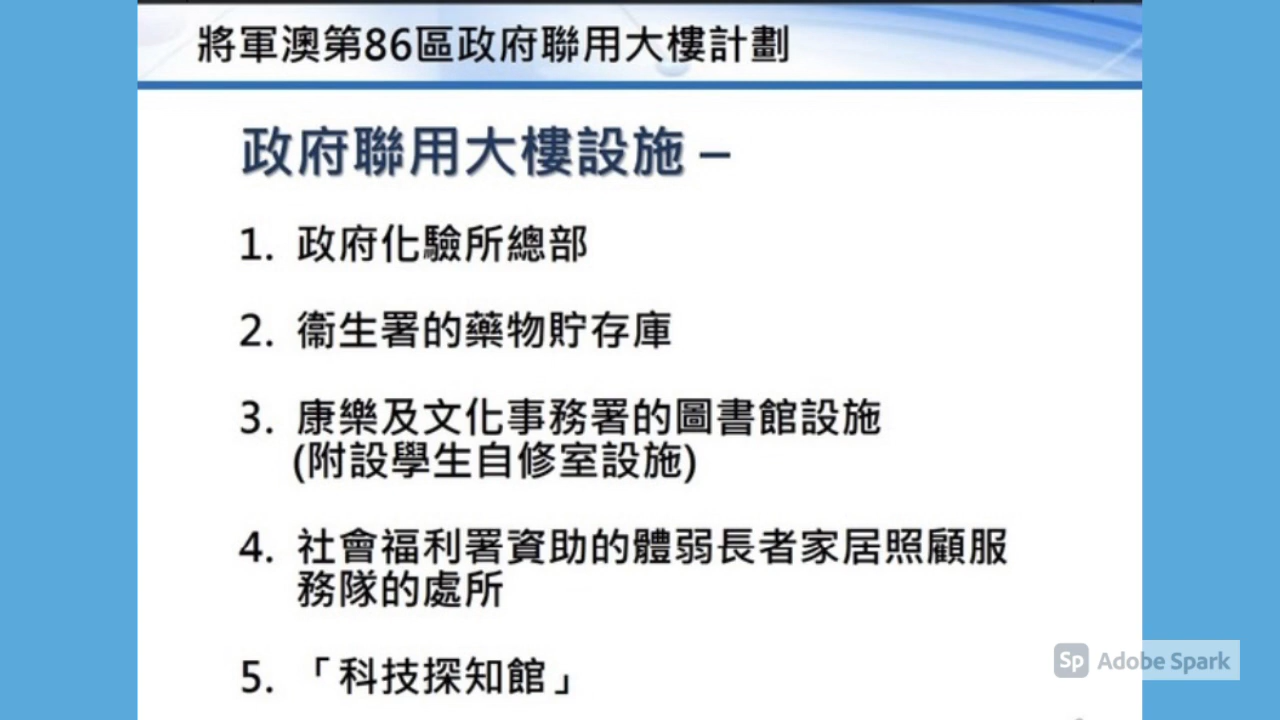 將軍澳第86區政府聯用大樓計劃
政府聯用大樓設施 –
1. 政府化驗所總部
2. 衞生署的藥物貯存庫
3. 康樂及文化事務署的圖書館設施
(附設學生自修室設施)
4. 社會福利署資助的體弱長者家居照顧服
務隊的處所
5. 「科技探知館」
Sp Adobe Spark